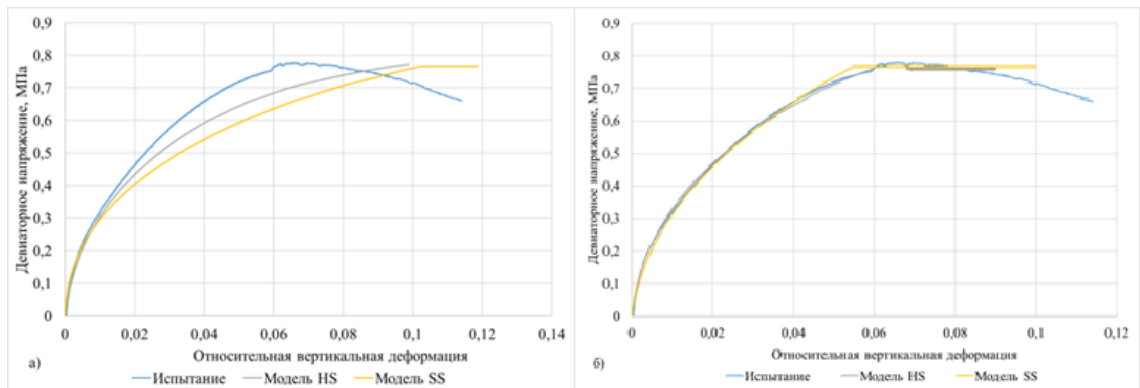 0,9
0,8
0,7
0,6
0,5
0,4
0,3
0,2
0,1
0
Девиаторное напряжение, МПа
0 0,02 0,04 0,06 0,08 0,1 0,12 0,14
Относительная вертикальная деформация
а)
Испытание Модель HS Модель SS
0,9
0,8
0,7
0,6
0,5
0,4
0,3
0,2
0,1
0
Девиаторное напряжение, МПа
0 0,02 0,04 0,06 0,08 0,1 0,12
Относительная вертикальная деформация
б)
Испытание Модель HS Модель SS